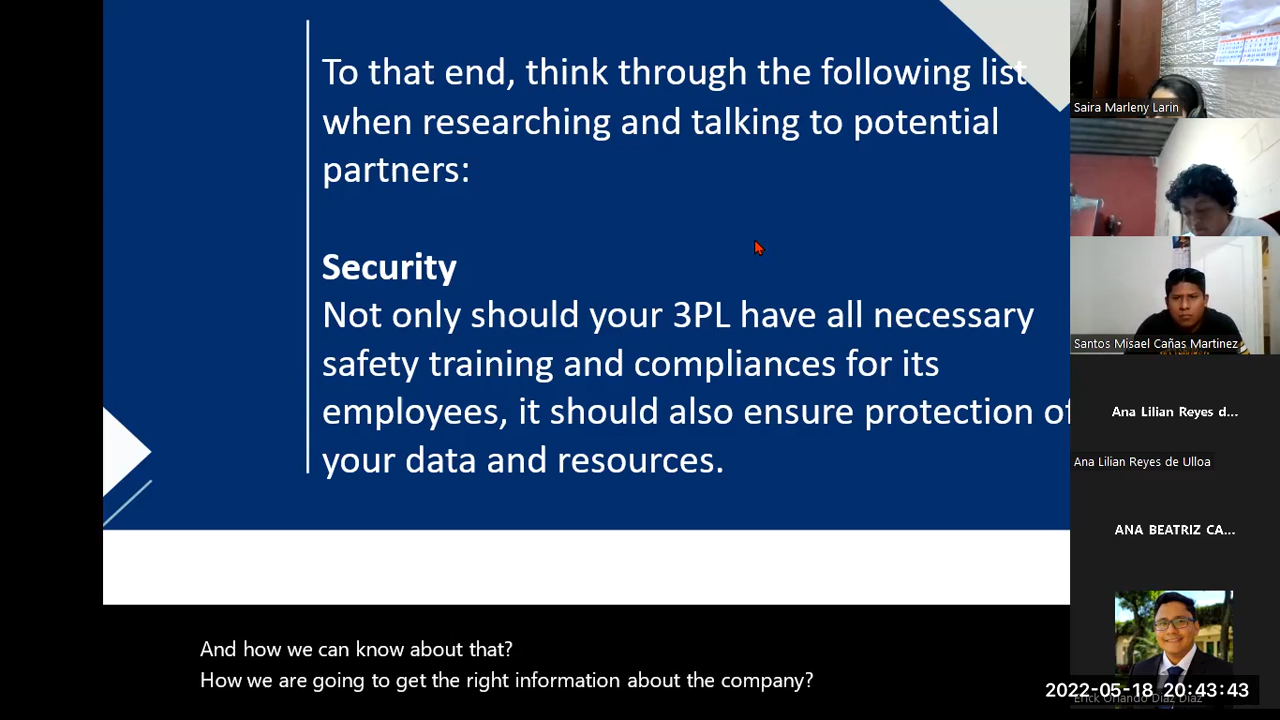 To that end, think through the following list
when researching and talking to potential
partners:
Security
Not only should your 3PL have all necessary
safety training and compliances for its
employees, it should also ensure protection of
your data and resources.
And how we can know about that?
How we are going to get the right information about the company?
Saira Marleny Larin
Santos Misael Cañas Martinez
Ana Lilian Reyes d...
Ana Lilian Reyes de Ulloa
ANA BEATRIZ CA...
Erick Orlando Diaz Diaz
2022-05-18 20:43:43